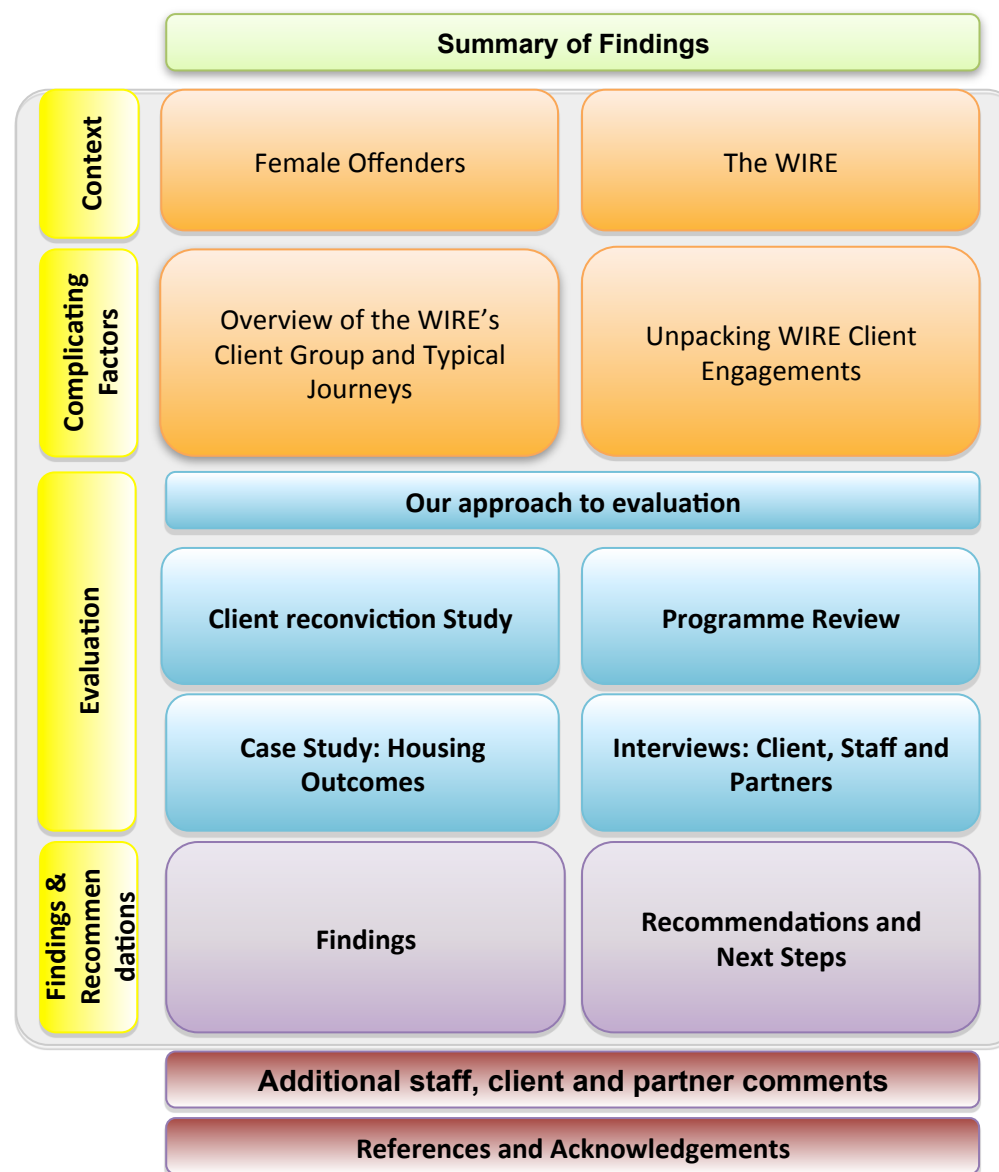 Summary of Findings
Context
Female Offenders
The WIRE
Complicating
Factors
Overview of the WIRE's
Client Group and Typical
Journeys
Unpacking WIRE Client
Engagements
Evaluation
Our approach to evaluation
Client reconviction Study
Programme Review
Case Study: Housing
Outcomes
Interviews: Client, Staff and
Partners
Findings &
Recommen
dations
Findings
Recommendations and
Next Steps
Additional staff, client and partner comments
References and Acknowledgements